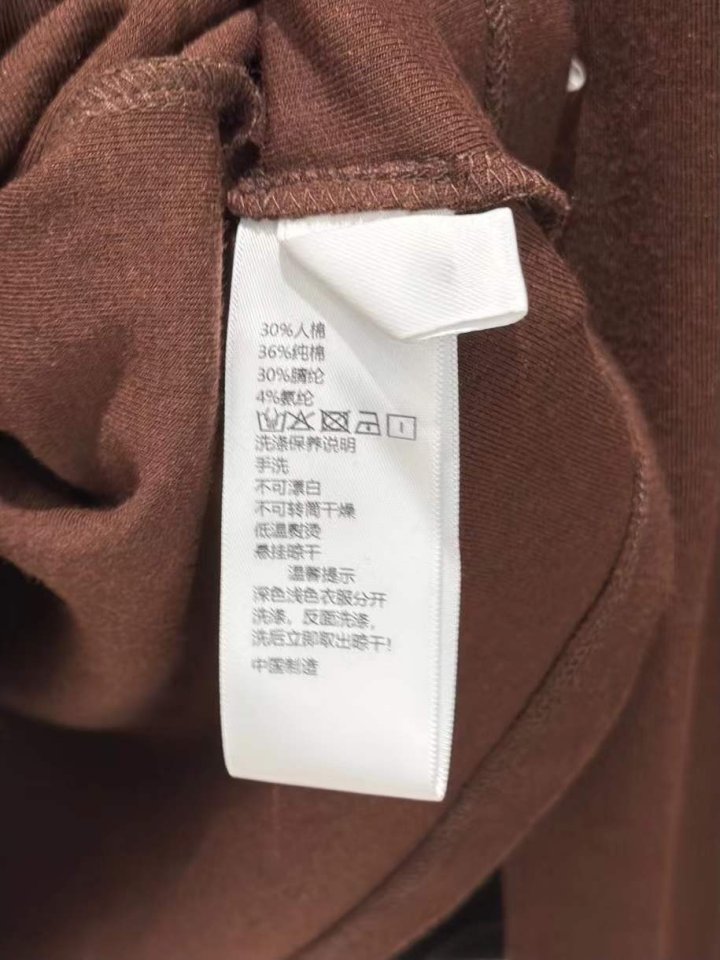 30%人棉
36%纯棉
30%腈纶
4%氨纶
洗涤保养说明
手洗
不可漂白
不可转筒干燥
低温熨烫
悬挂晾干
温馨提示
深色浅色衣服分开
洗涤，反面洗涤，
洗后立即取出晾干!
中国制造